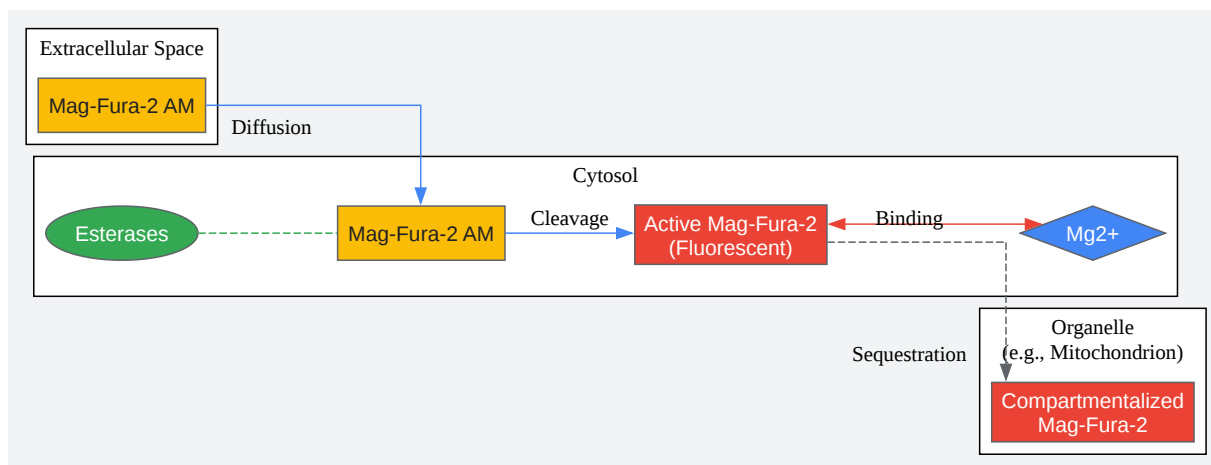 Extracellular Space
Mag-Fura-2 AM
Diffusion
Cytosol
Esterases
Mag-Fura-2 AM
Cleavage
Active Mag-Fura-2
(Fluorescent)
Binding
Mg2+
Sequestration
Organelle
(e.g., Mitochondrion)
Compartmentalized
Mag-Fura-2